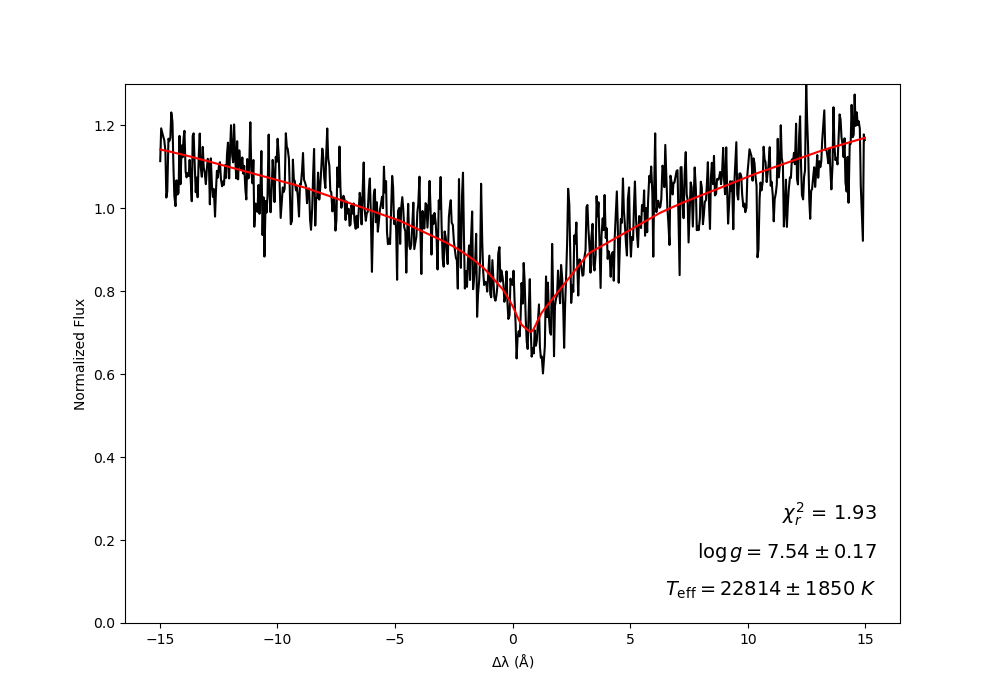 1.2
1.0
0.8
0.6
0.4
0.2
0.0
Normalized Flux
χ²ᵣ = 1.93
log g = 7.54 ± 0.17
T_eff = 22814 ± 1850 K
−15 −10 −5 0 5 10 15
Δλ (Å)